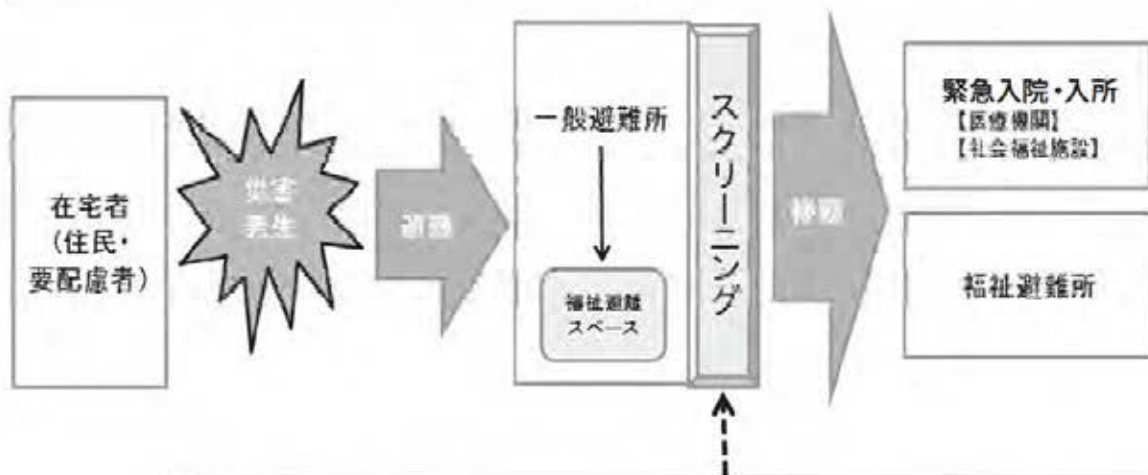 在宅者
(住民・
要配慮者)
災害
発生
避難
一般避難所
福祉避難
スペース
スクリーニング
移送
緊急入院・入所
【医療機関】
【社会福祉施設】
福祉避難所